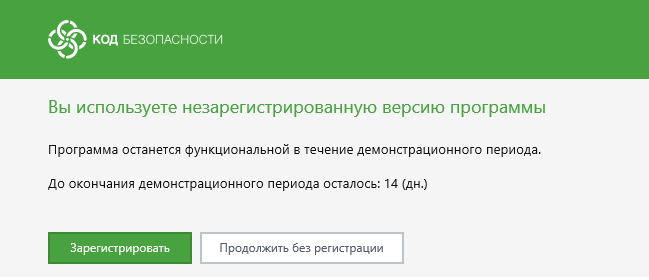 КОД БЕЗОПАСНОСТИ
Вы используете незарегистрированную версию программы
Программа останется функциональной в течение демонстрационного периода.
До окончания демонстрационного периода осталось: 14 (дн.)
Зарегистрировать
Продолжить без регистрации